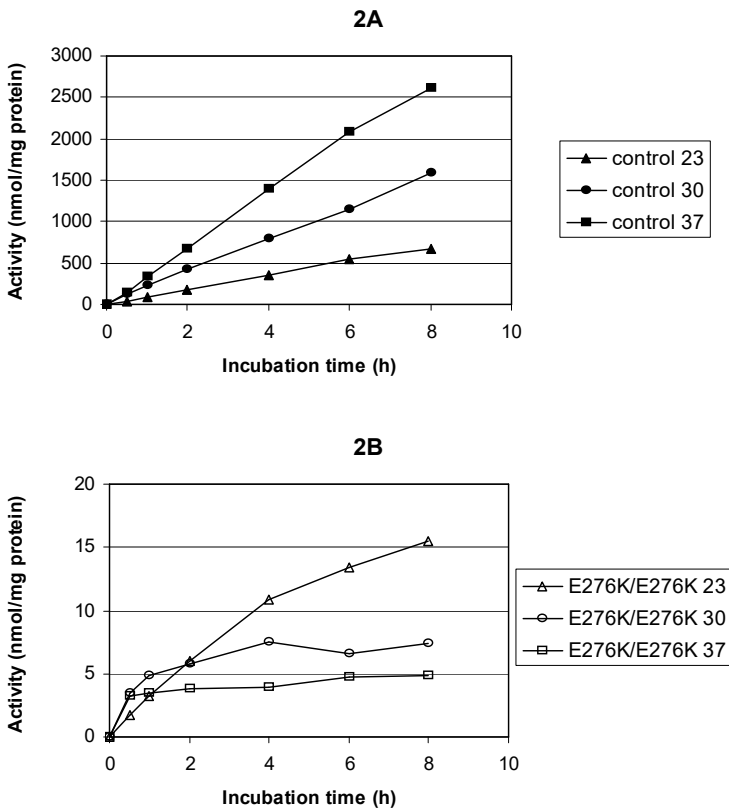 2A
Activity (nmol/mg protein)
3000
2500
2000
1500
1000
500
0
0 2 4 6 8 10
Incubation time (h)
control 23
control 30
control 37
2B
Activity (nmol/mg protein)
20
15
10
5
0
0 2 4 6 8 10
Incubation time (h)
E276K/E276K 23
E276K/E276K 30
E276K/E276K 37